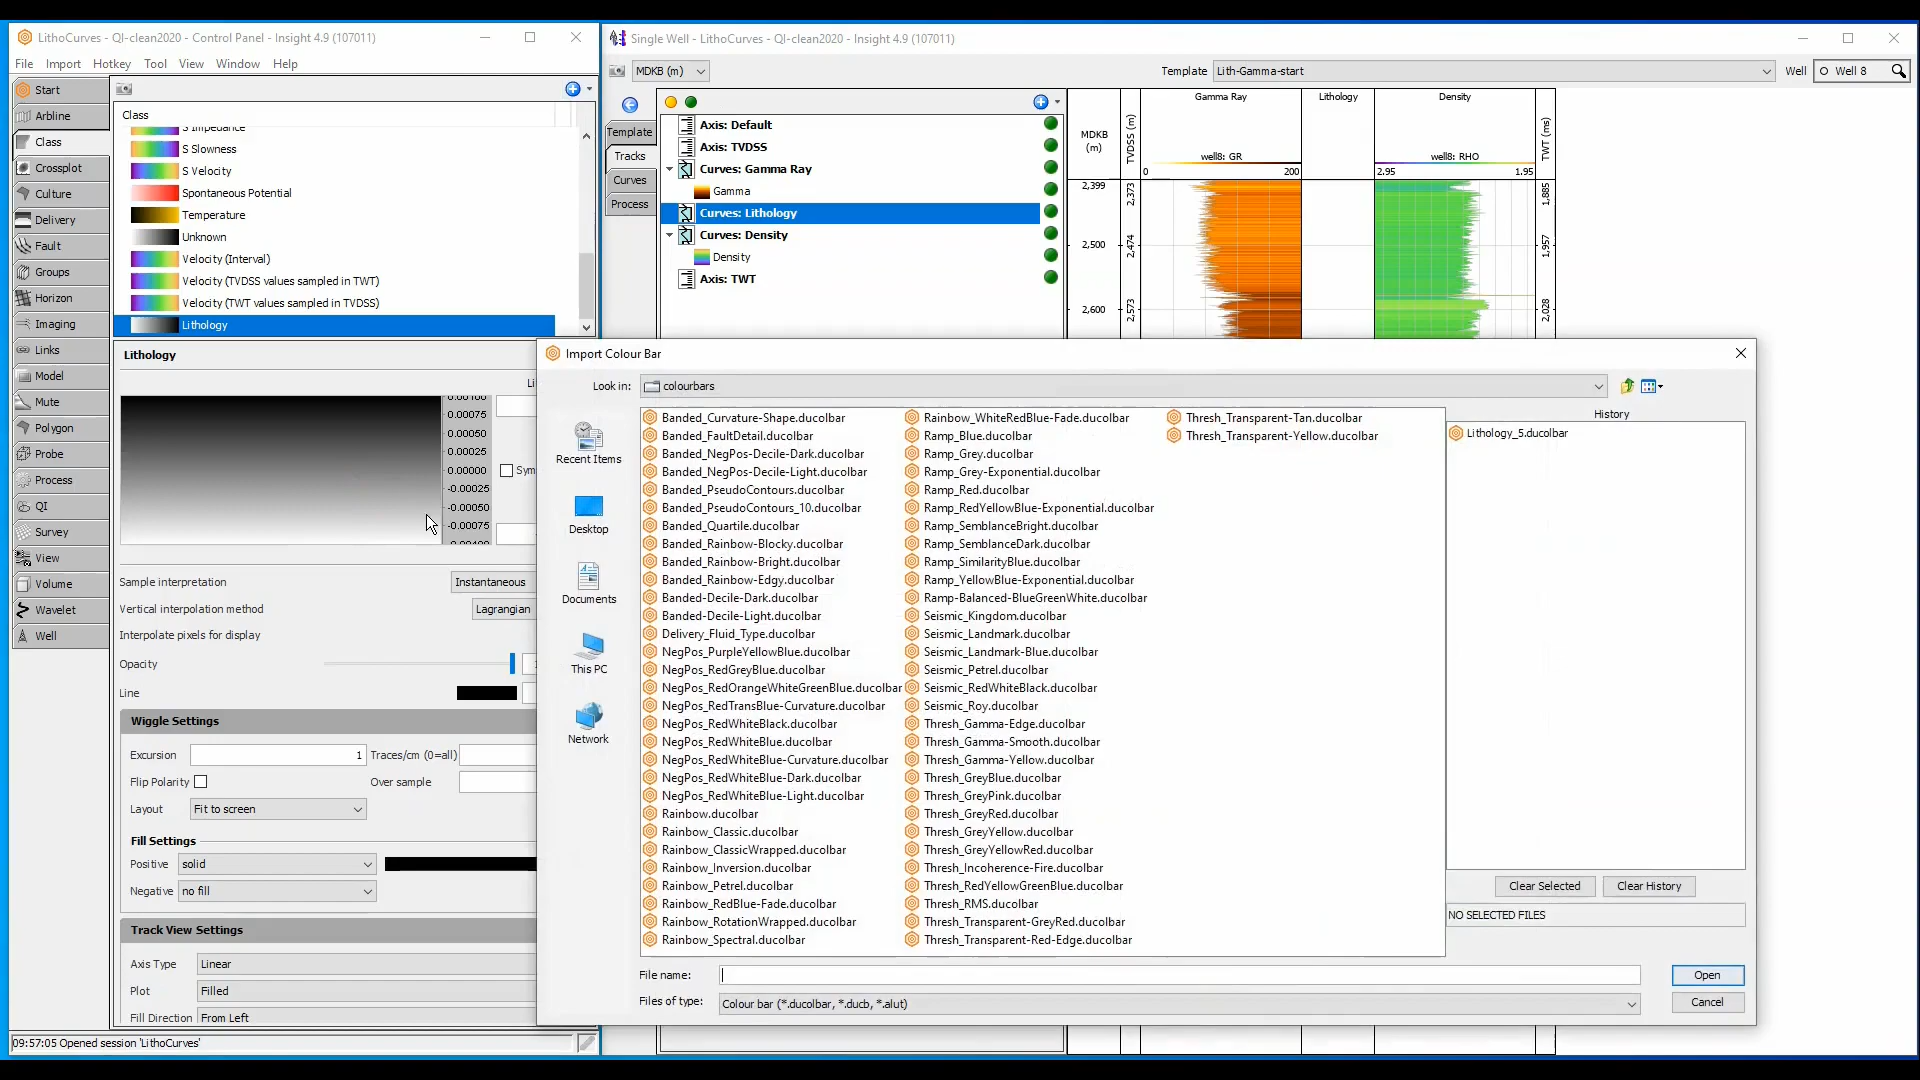 LithoCurves - QI-clean2020 - Control Panel - Insight 4.9 (107011)
File Import Hotkey Tool View Window Help
Start
Arbline
Class
Crossplot
Culture
Delivery
Fault
Groups
Horizon
Imaging
Links
Model
Mute
Polygon
Probe
Process
QI
Survey
View
Volume
Wavelet
Well
Class
S Impedance
S Slowness
S Velocity
Spontaneous Potential
Temperature
Unknown
Velocity (Interval)
Velocity (TVDSS values sampled in TWT)
Velocity (TWT values sampled in TVDSS)
Lithology
Lithology
Li
0.00100
0.00075
0.00050
0.00025
0.00000
-0.00025
-0.00050
-0.00075
-0.00100
Sym
Sample interpretation Instantaneous
Vertical interpolation method Lagrangian
Interpolate pixels for display
Opacity
Line
Wiggle Settings
Excursion 1 Traces/cm (0=all)
Flip Polarity Over sample
Layout Fit to screen
Fill Settings
Positive solid
Negative no fill
Track View Settings
Axis Type Linear
Plot Filled
Fill Direction From Left
09:57:05 Opened session 'LithoCurves'
Single Well - LithoCurves - QI-clean2020 - Insight 4.9 (107011)
MDKB (m) Template Lith-Gamma-start Well Well 8
Template
Tracks
Curves
Process
Axis: Default
Axis: TVDSS
Curves: Gamma Ray
Gamma
Curves: Lithology
Curves: Density
Density
Axis: TWT
MDKB
(m)
TVDSS (m)
Gamma Ray Lithology Density
well8: GR well8: RHO
0 200 2.95 1.95
TWT (ms)
2,399 2,373 1,885
2,500 2,474 1,957
2,600 2,573 2,028
Import Colour Bar
Look in: colourbars
Recent Items
Desktop
Documents
This PC
Network
Banded_Curvature-Shape.ducolbar
Banded_FaultDetail.ducolbar
Banded_NegPos-Decile-Dark.ducolbar
Banded_NegPos-Decile-Light.ducolbar
Banded_PseudoContours.ducolbar
Banded_PseudoContours_10.ducolbar
Banded_Quartile.ducolbar
Banded_Rainbow-Blocky.ducolbar
Banded_Rainbow-Bright.ducolbar
Banded_Rainbow-Edgy.ducolbar
Banded-Decile-Dark.ducolbar
Banded-Decile-Light.ducolbar
Delivery_Fluid_Type.ducolbar
NegPos_PurpleYellowBlue.ducolbar
NegPos_RedGreyBlue.ducolbar
NegPos_RedOrangeWhiteGreenBlue.ducolbar
NegPos_RedTransBlue-Curvature.ducolbar
NegPos_RedWhiteBlack.ducolbar
NegPos_RedWhiteBlue.ducolbar
NegPos_RedWhiteBlue-Curvature.ducolbar
NegPos_RedWhiteBlue-Dark.ducolbar
NegPos_RedWhiteBlue-Light.ducolbar
Rainbow.ducolbar
Rainbow_Classic.ducolbar
Rainbow_ClassicWrapped.ducolbar
Rainbow_Inversion.ducolbar
Rainbow_Petrel.ducolbar
Rainbow_RedBlue-Fade.ducolbar
Rainbow_RotationWrapped.ducolbar
Rainbow_Spectral.ducolbar
Rainbow_WhiteRedBlue-Fade.ducolbar
Ramp_Blue.ducolbar
Ramp_Grey.ducolbar
Ramp_Grey-Exponential.ducolbar
Ramp_Red.ducolbar
Ramp_RedYellowBlue-Exponential.ducolbar
Ramp_SemblanceBright.ducolbar
Ramp_SemblanceDark.ducolbar
Ramp_SimilarityBlue.ducolbar
Ramp_YellowBlue-Exponential.ducolbar
Ramp-Balanced-BlueGreenWhite.ducolbar
Seismic_Kingdom.ducolbar
Seismic_Landmark.ducolbar
Seismic_Landmark-Blue.ducolbar
Seismic_Petrel.ducolbar
Seismic_RedWhiteBlack.ducolbar
Seismic_Roy.ducolbar
Thresh_Gamma-Edge.ducolbar
Thresh_Gamma-Smooth.ducolbar
Thresh_Gamma-Yellow.ducolbar
Thresh_GreyBlue.ducolbar
Thresh_GreyPink.ducolbar
Thresh_GreyRed.ducolbar
Thresh_GreyYellow.ducolbar
Thresh_GreyYellowRed.ducolbar
Thresh_Incoherence-Fire.ducolbar
Thresh_RedYellowGreenBlue.ducolbar
Thresh_RMS.ducolbar
Thresh_Transparent-GreyRed.ducolbar
Thresh_Transparent-Red-Edge.ducolbar
Thresh_Transparent-Tan.ducolbar
Thresh_Transparent-Yellow.ducolbar
History
Lithology_5.ducolbar
Clear Selected Clear History
NO SELECTED FILES
File name: Open
Files of type: Colour bar (*.ducolbar, *.ducb, *.alut) Cancel